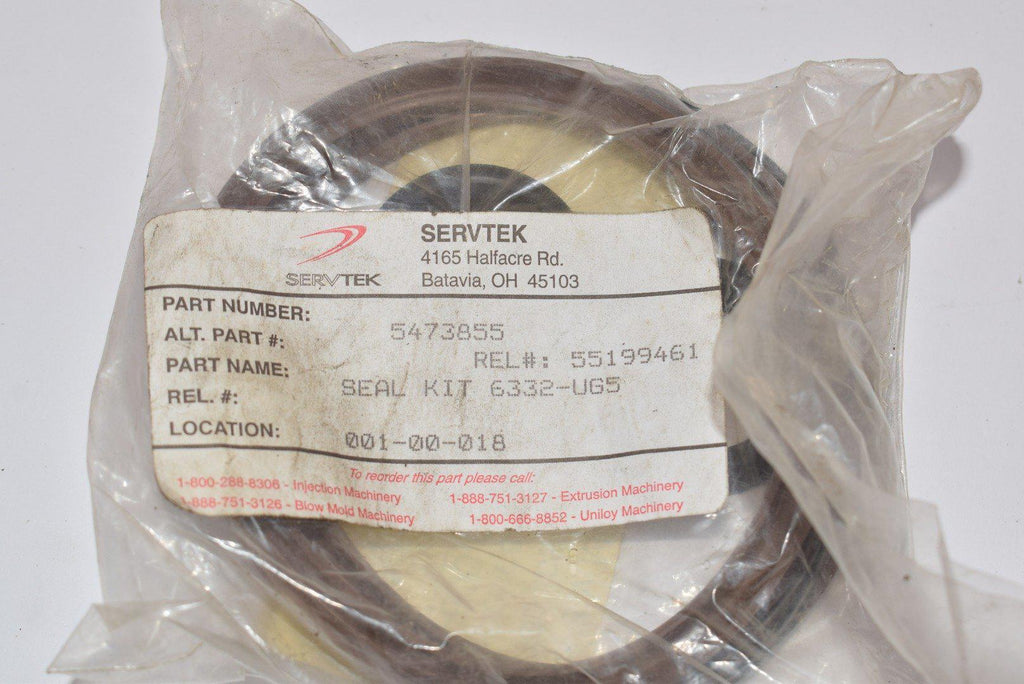 SERVTEK
SERVTEK
4165 Halfacre Rd.
Batavia, OH 45103
PART NUMBER:
5473855
ALT. PART #:
REL#: 55199461
PART NAME:
SEAL KIT 6332-UG5
REL. #:
LOCATION:
001-00-018
To reorder this part please call:
1-800-288-8306 - Injection Machinery
1-888-751-3127 - Extrusion Machinery
1-888-751-3126 - Blow Mold Machinery
1-800-666-8852 - Uniloy Machinery